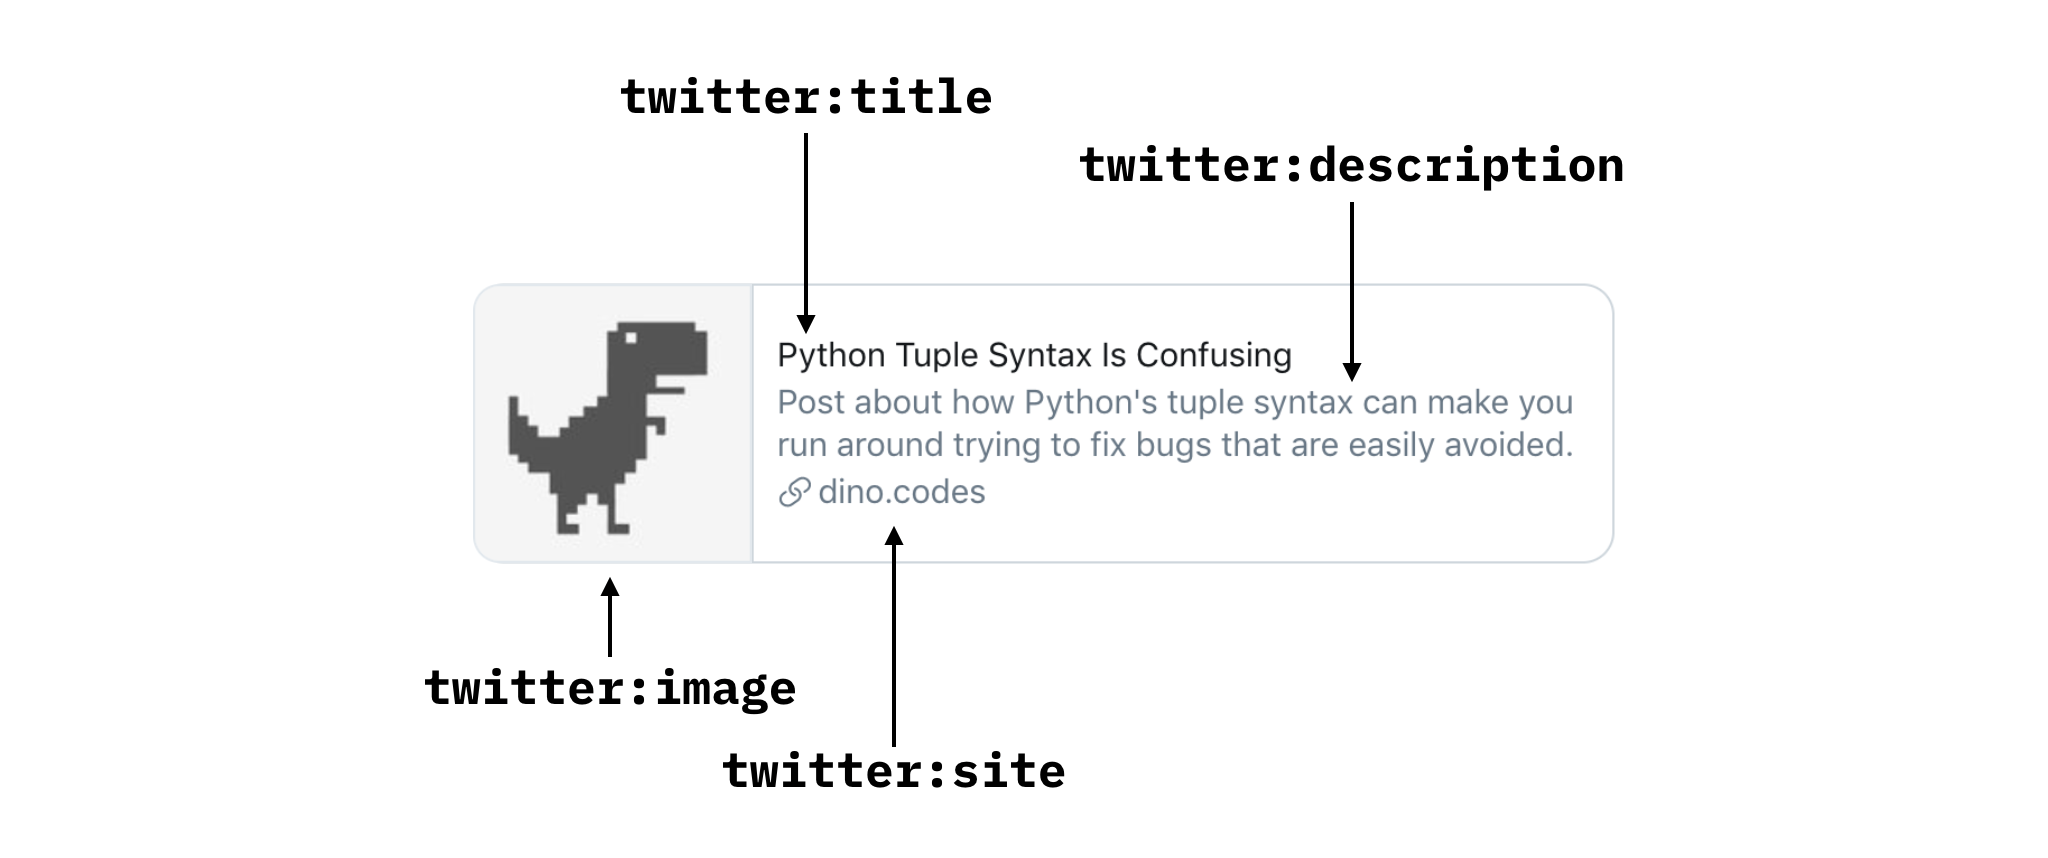 twitter:title
twitter:description
Python Tuple Syntax Is Confusing
Post about how Python's tuple syntax can make you
run around trying to fix bugs that are easily avoided.
dino.codes
twitter:image
twitter:site